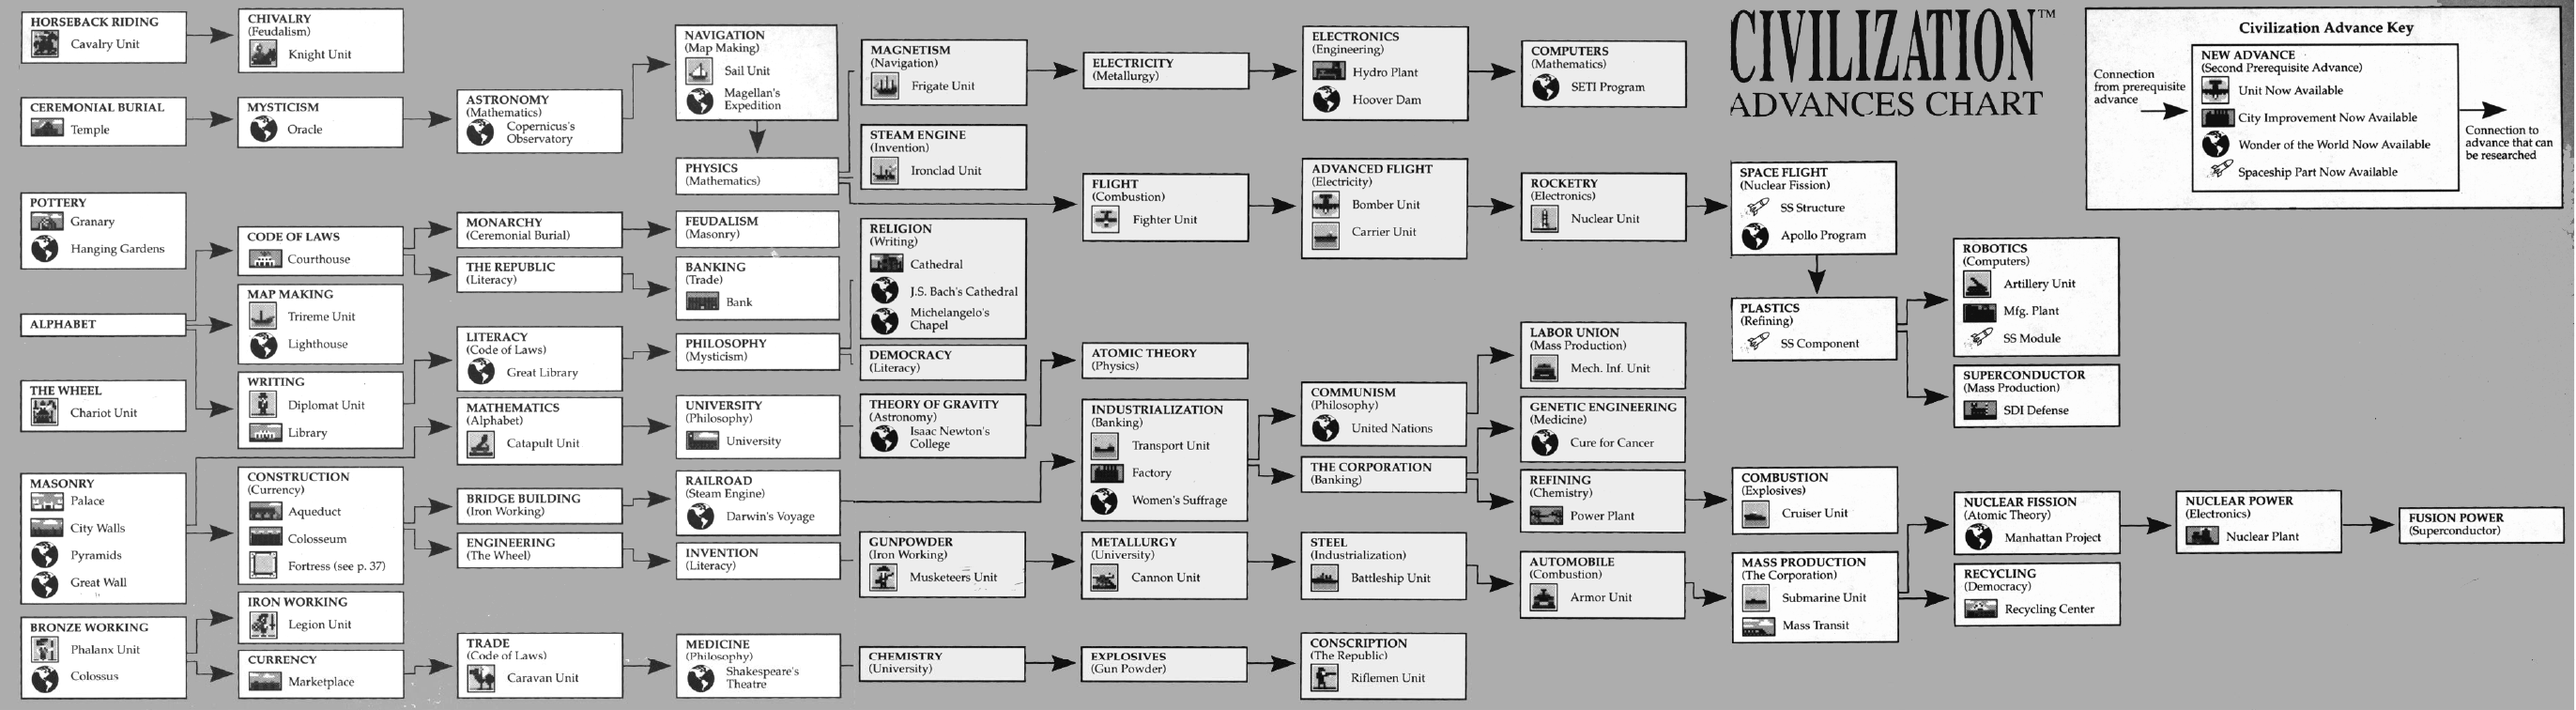 HORSEBACK RIDING
Cavalry Unit
CEREMONIAL BURIAL
Temple
POTTERY
Granary
Hanging Gardens
ALPHABET
THE WHEEL
Chariot Unit
MASONRY
Palace
City Walls
Pyramids
Great Wall
BRONZE WORKING
Phalanx Unit
Colossus
CHIVALRY
(Feudalism)
Knight Unit
MYSTICISM
Oracle
CODE OF LAWS
Courthouse
MAP MAKING
Trireme Unit
Lighthouse
WRITING
Diplomat Unit
Library
CONSTRUCTION
(Currency)
Aqueduct
Colosseum
Fortress (see p. 37)
IRON WORKING
Legion Unit
CURRENCY
Marketplace
ASTRONOMY
(Mathematics)
Copernicus's
Observatory
MONARCHY
(Ceremonial Burial)
THE REPUBLIC
(Literacy)
LITERACY
(Code of Laws)
Great Library
MATHEMATICS
(Alphabet)
Catapult Unit
BRIDGE BUILDING
(Iron Working)
ENGINEERING
(The Wheel)
TRADE
(Code of Laws)
Caravan Unit
NAVIGATION
(Map Making)
Sail Unit
Magellan's
Expedition
PHYSICS
(Mathematics)
FEUDALISM
(Masonry)
BANKING
(Trade)
Bank
PHILOSOPHY
(Mysticism)
UNIVERSITY
(Philosophy)
University
RAILROAD
(Steam Engine)
Darwin's Voyage
INVENTION
(Literacy)
MEDICINE
(Philosophy)
Shakespeare's
Theatre
MAGNETISM
(Navigation)
Frigate Unit
STEAM ENGINE
(Invention)
Ironclad Unit
RELIGION
(Writing)
Cathedral
J.S. Bach's Cathedral
Michelangelo's
Chapel
DEMOCRACY
(Literacy)
THEORY OF GRAVITY
(Astronomy)
Isaac Newton's
College
GUNPOWDER
(Iron Working)
Musketeers Unit
CHEMISTRY
(University)
ELECTRICITY
(Metallurgy)
FLIGHT
(Combustion)
Fighter Unit
ATOMIC THEORY
(Physics)
INDUSTRIALIZATION
(Banking)
Transport Unit
Factory
Women's Suffrage
METALLURGY
(University)
Cannon Unit
EXPLOSIVES
(Gun Powder)
ELECTRONICS
(Engineering)
Hydro Plant
Hoover Dam
ADVANCED FLIGHT
(Electricity)
Bomber Unit
Carrier Unit
COMMUNISM
(Philosophy)
United Nations
THE CORPORATION
(Banking)
STEEL
(Industrialization)
Battleship Unit
CONSCRIPTION
(The Republic)
Riflemen Unit
COMPUTERS
(Mathematics)
SETI Program
ROCKETRY
(Electronics)
Nuclear Unit
LABOR UNION
(Mass Production)
Mech. Inf. Unit
GENETIC ENGINEERING
(Medicine)
Cure for Cancer
REFINING
(Chemistry)
Power Plant
AUTOMOBILE
(Combustion)
Armor Unit
CIVILIZATION™
ADVANCES CHART
SPACE FLIGHT
(Nuclear Fission)
SS Structure
Apollo Program
PLASTICS
(Refining)
SS Component
COMBUSTION
(Explosives)
Cruiser Unit
MASS PRODUCTION
(The Corporation)
Submarine Unit
Mass Transit
ROBOTICS
(Computers)
Artillery Unit
Mfg. Plant
SS Module
SUPERCONDUCTOR
(Mass Production)
SDI Defense
NUCLEAR FISSION
(Atomic Theory)
Manhattan Project
RECYCLING
(Democracy)
Recycling Center
NUCLEAR POWER
(Electronics)
Nuclear Plant
FUSION POWER
(Superconductor)
Civilization Advance Key
Connection
from prerequisite
advance
NEW ADVANCE
(Second Prerequisite Advance)
Unit Now Available
City Improvement Now Available
Wonder of the World Now Available
Spaceship Part Now Available
Connection to
advance that can
be researched